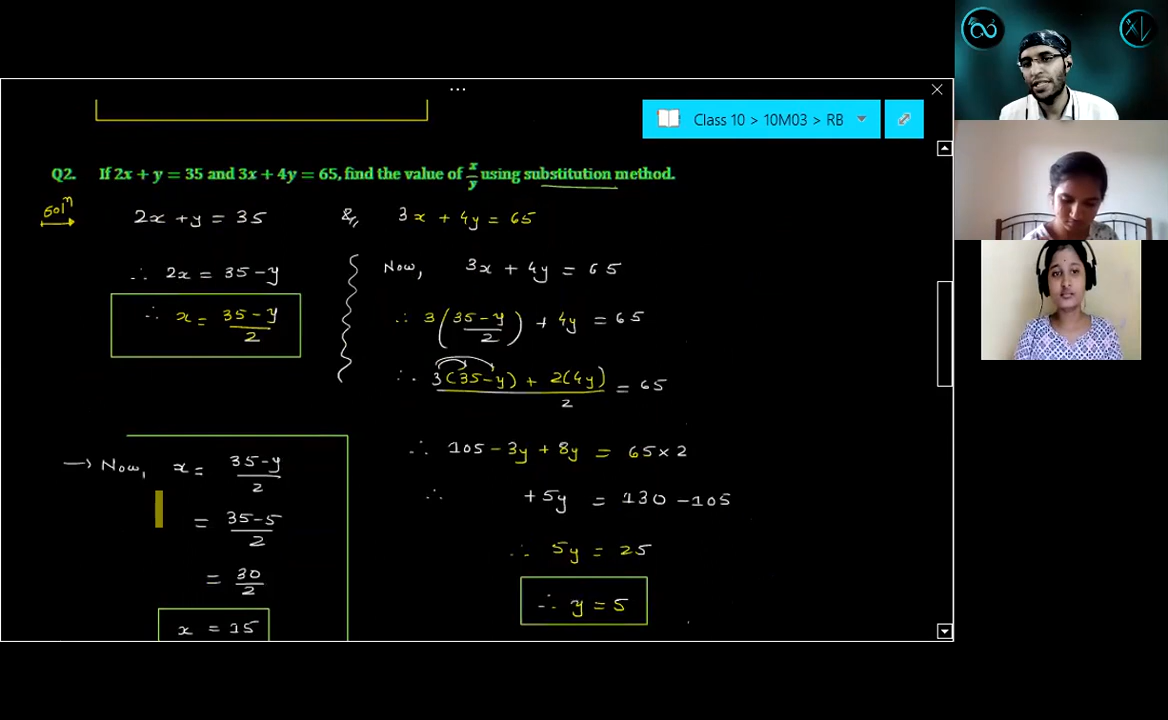 Class 10 > 10M03 > RB
Q2. If 2x + y = 35 and 3x + 4y = 65, find the value of x/y using substitution method.
Solⁿ 2x + y = 35 & 3x + 4y = 65
∴ 2x = 35 - y
∴ x = (35 - y)/2
Now, 3x + 4y = 65
∴ 3((35 - y)/2) + 4y = 65
∴ (3(35 - y) + 2(4y))/2 = 65
∴ 105 - 3y + 8y = 65 × 2
∴ +5y = 130 - 105
∴ 5y = 25
∴ y = 5
→ Now, x = (35 - y)/2
= (35 - 5)/2
= 30/2
x = 15